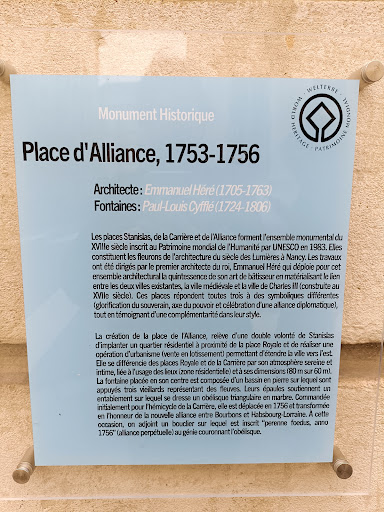 WORLD HERITAGE · PATRIMOINE MONDIAL · WELTERBE
Monument Historique
Place d'Alliance, 1753-1756
Architecte : Emmanuel Héré (1705-1763)
Fontaines : Paul-Louis Cyfflé (1724-1806)
Les places Stanislas, de la Carrière et de l'Alliance forment l'ensemble monumental du
XVIIIe siècle inscrit au Patrimoine mondial de l'Humanité par UNESCO en 1983. Elles
constituent les fleurons de l'architecture du siècle des Lumières à Nancy. Les travaux
ont été dirigés par le premier architecte du roi, Emmanuel Héré qui déploie pour cet
ensemble architectural la quintessence de son art de bâtisseur en matérialisant le lien
entre les deux villes existantes, la ville médiévale et la ville de Charles III (construite au
XVIIe siècle). Ces places répondent toutes trois à des symboliques différentes
(glorification du souverain, axe du pouvoir et célébration d'une alliance diplomatique),
tout en témoignant d'une complémentarité dans leur style.
La création de la place de l'Alliance, relève d'une double volonté de Stanislas
d'implanter un quartier résidentiel à proximité de la place Royale et de réaliser une
opération d'urbanisme (vente en lotissement) permettant d'étendre la ville vers l'est.
Elle se différencie des places Royale et de la Carrière par son atmosphère sereine et
intime, liée à l'usage des lieux (zone résidentielle) et à ses dimensions (80 m sur 60 m).
La fontaine placée en son centre est composée d'un bassin en pierre sur lequel sont
appuyés trois vieillards représentant des fleuves. Leurs épaules soutiennent un
entablement sur lequel se dresse un obélisque triangulaire en marbre. Commandée
initialement pour l'hémicycle de la Carrière, elle est déplacée en 1756 et transformée
en l'honneur de la nouvelle alliance entre Bourbons et Habsbourg-Lorraine. A cette
occasion, on adjoint un bouclier sur lequel est inscrit "perenne foedus, anno
1756" (alliance perpétuelle) au génie couronnant l'obélisque.